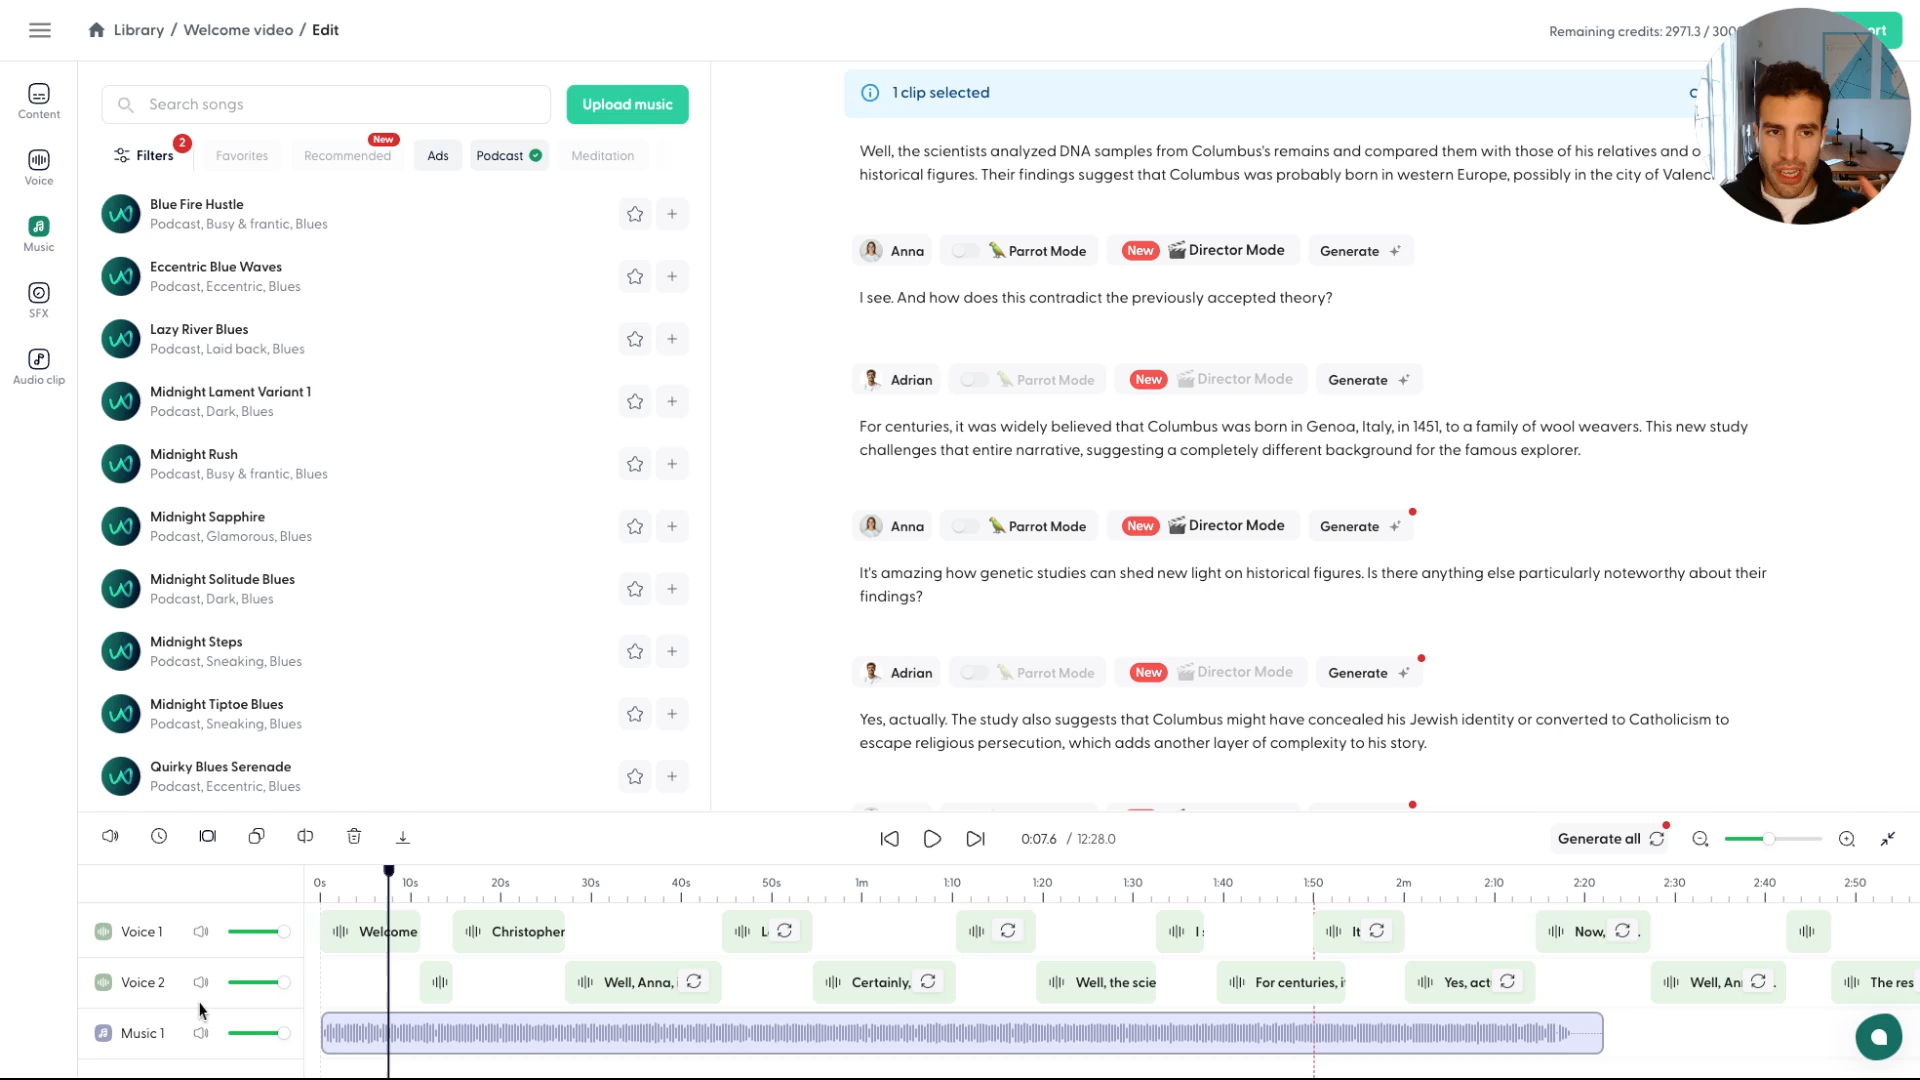 Library / Welcome video / Edit
Remaining credits: 2971.3 / 300
rt
Content
Voice
Music
SFX
Audio clip
Search songs
Upload music
Filters
2
Favorites
Recommended
New
Ads
Podcast
Meditation
Blue Fire Hustle
Podcast, Busy & frantic, Blues
Eccentric Blue Waves
Podcast, Eccentric, Blues
Lazy River Blues
Podcast, Laid back, Blues
Midnight Lament Variant 1
Podcast, Dark, Blues
Midnight Rush
Podcast, Busy & frantic, Blues
Midnight Sapphire
Podcast, Glamorous, Blues
Midnight Solitude Blues
Podcast, Dark, Blues
Midnight Steps
Podcast, Sneaking, Blues
Midnight Tiptoe Blues
Podcast, Sneaking, Blues
Quirky Blues Serenade
Podcast, Eccentric, Blues
1 clip selected
Well, the scientists analyzed DNA samples from Columbus's remains and compared them with those of his relatives and o
historical figures. Their findings suggest that Columbus was probably born in western Europe, possibly in the city of Valenc
Anna Parrot Mode New Director Mode Generate
I see. And how does this contradict the previously accepted theory?
Adrian Parrot Mode New Director Mode Generate
For centuries, it was widely believed that Columbus was born in Genoa, Italy, in 1451, to a family of wool weavers. This new study
challenges that entire narrative, suggesting a completely different background for the famous explorer.
Anna Parrot Mode New Director Mode Generate
It's amazing how genetic studies can shed new light on historical figures. Is there anything else particularly noteworthy about their
findings?
Adrian Parrot Mode New Director Mode Generate
Yes, actually. The study also suggests that Columbus might have concealed his Jewish identity or converted to Catholicism to
escape religious persecution, which adds another layer of complexity to his story.
0:07.6 / 12:28.0
Generate all
0s 10s 20s 30s 40s 50s 1m 1:10 1:20 1:30 1:40 1:50 2m 2:10 2:20 2:30 2:40 2:50
Voice 1 Welcome Christopher L I It Now, .
Voice 2 Well, Anna, Certainly, Well, the scie For centuries, i Yes, act Well, An . The res
Music 1